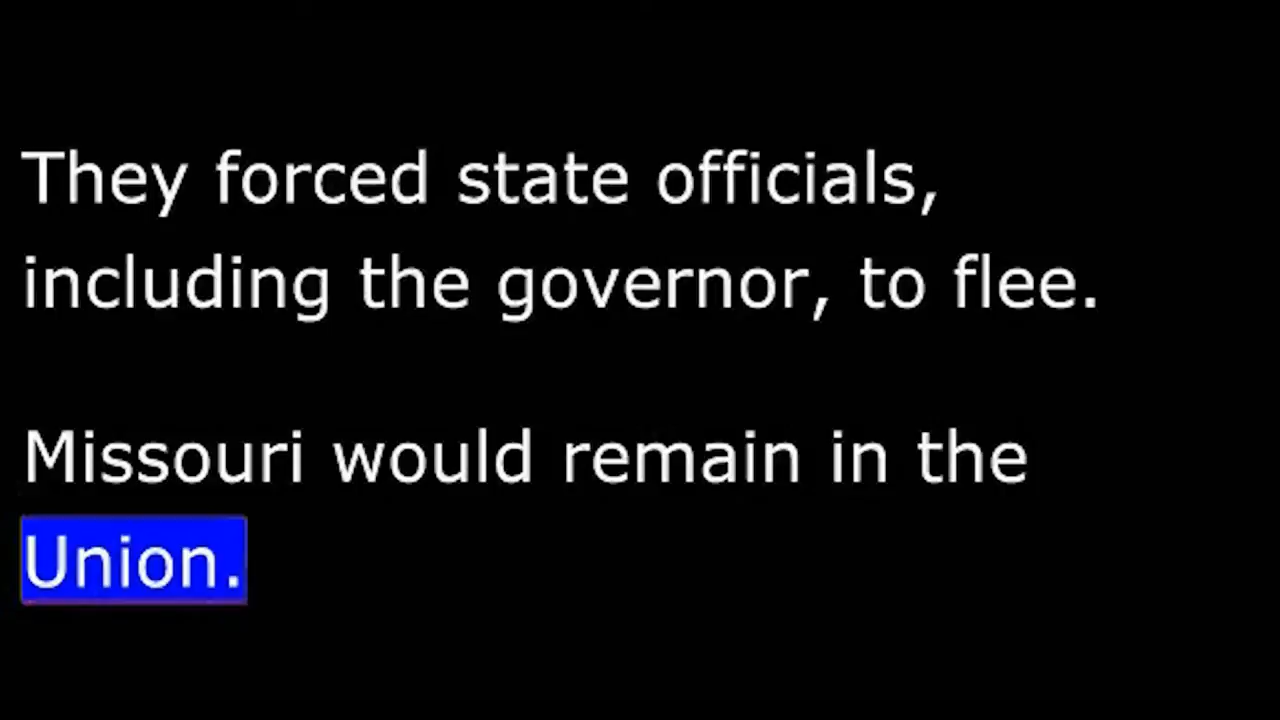 They forced state officials,
including the governor, to flee.
Missouri would remain in the
Union.